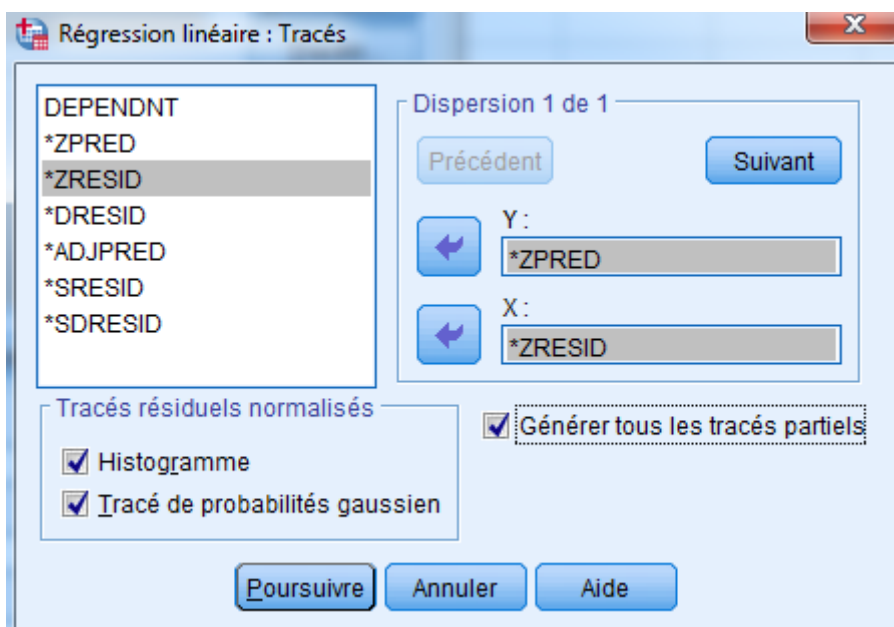 Régression linéaire : Tracés
DEPENDNT
*ZPRED
*ZRESID
*DRESID
*ADJPRED
*SRESID
*SDRESID
Dispersion 1 de 1
Précédent
Suivant
Y :
*ZPRED
X :
*ZRESID
Tracés résiduels normalisés
Histogramme
Tracé de probabilités gaussien
Générer tous les tracés partiels
Poursuivre
Annuler
Aide